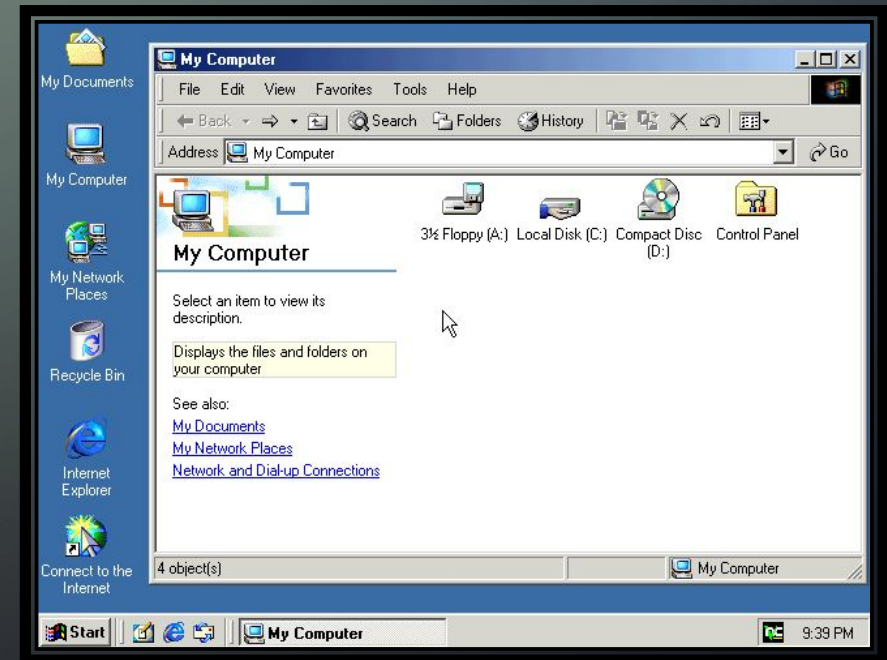 My Documents
My Computer
My Network
Places
Recycle Bin
Internet
Explorer
Connect to the
Internet
My Computer
File Edit View Favorites Tools Help
Back Search Folders History
Address My Computer Go
My Computer
Select an item to view its
description.
Displays the files and folders on
your computer
See also:
My Documents
My Network Places
Network and Dial-up Connections
3½ Floppy (A:) Local Disk (C:) Compact Disc Control Panel
(D:)
4 object(s) My Computer
Start My Computer 9:39 PM